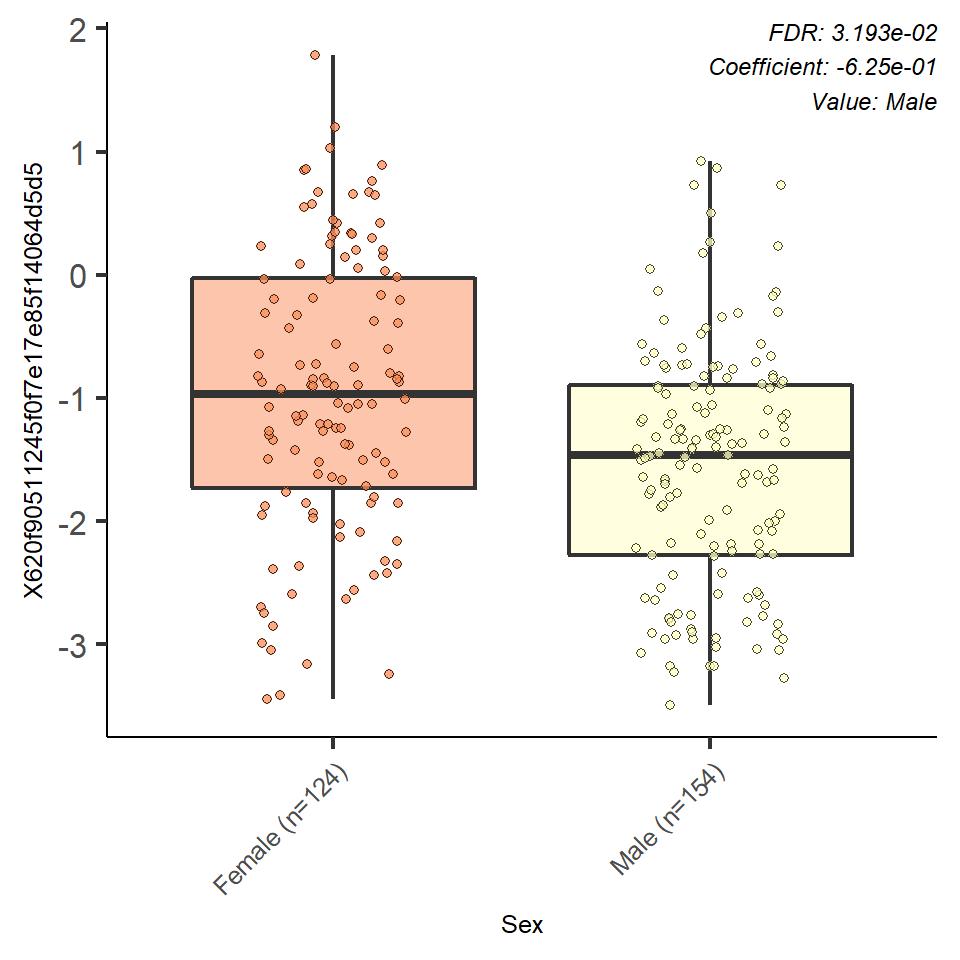 FDR: 3.193e-02
Coefficient: -6.25e-01
Value: Male
X620f90511245f0f7e17e85f14064d5d5
2
1
0
-1
-2
-3
Female (n=124)
Male (n=154)
Sex